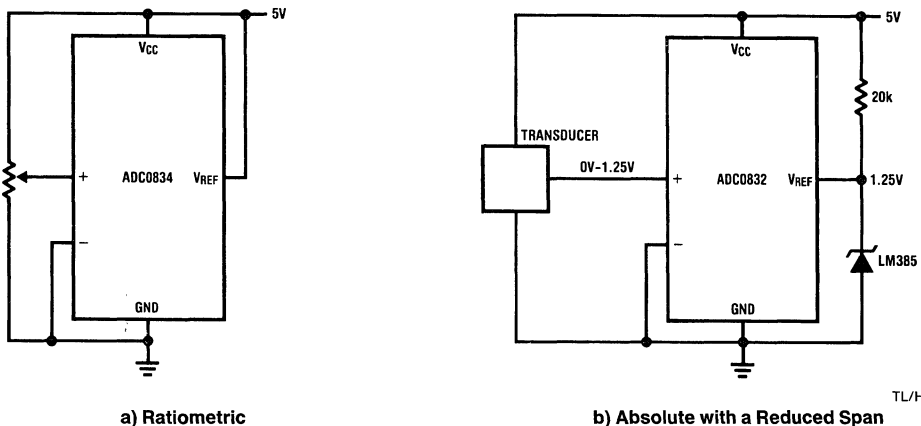 5V
VCC
+
ADC0834
VREF
−
GND
a) Ratiometric
5V
VCC
20k
TRANSDUCER
0V–1.25V
+
ADC0832
VREF
1.25V
−
LM385
GND
TL/H
b) Absolute with a Reduced Span